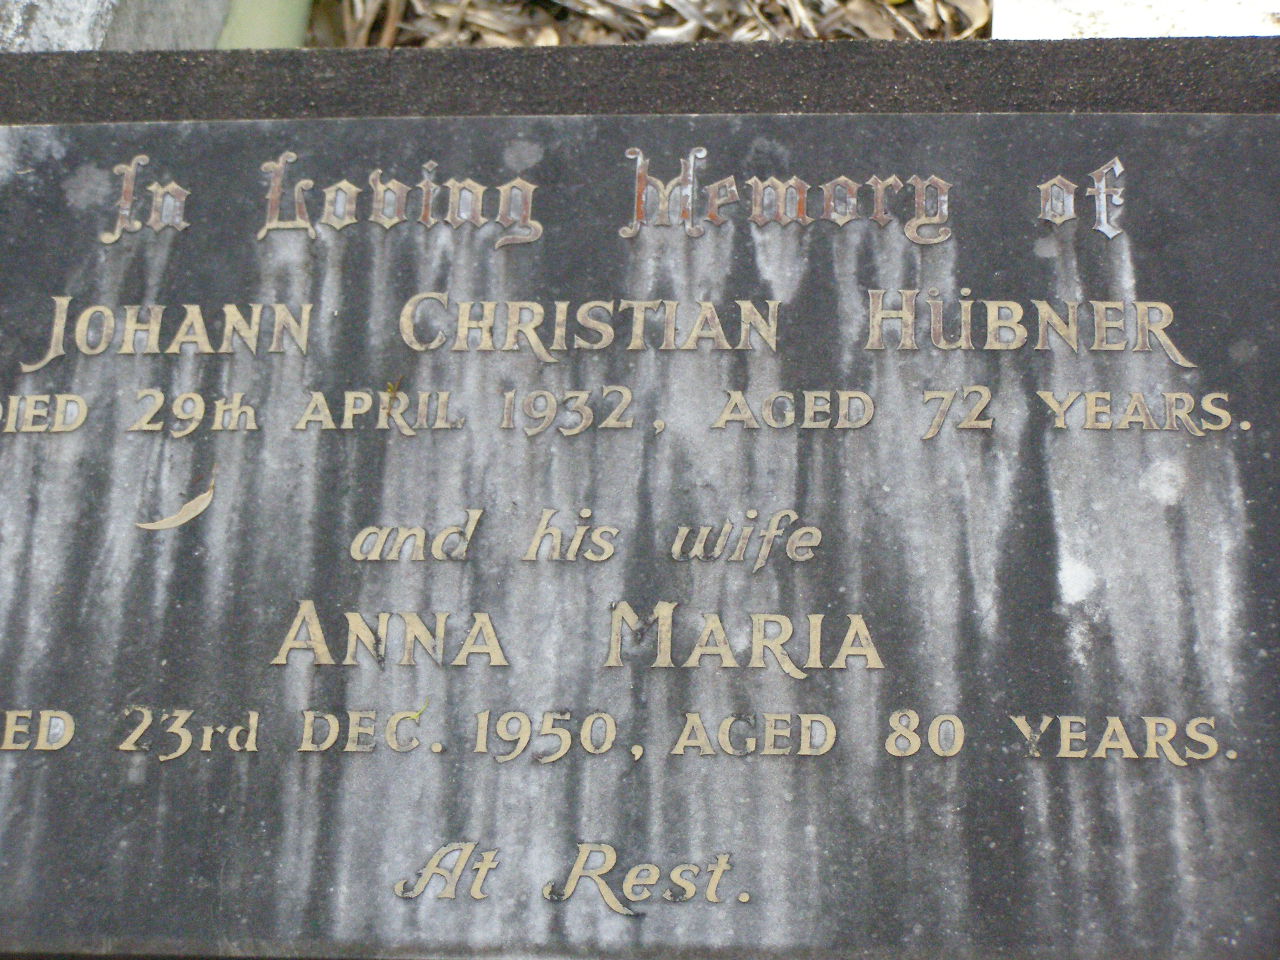 In Loving Memory of
JOHANN CHRISTIAN HÜBNER
DIED 29th APRIL 1932, AGED 72 YEARS.
and his wife
ANNA MARIA
ED 23rd DEC. 1950, AGED 80 YEARS.
At Rest.